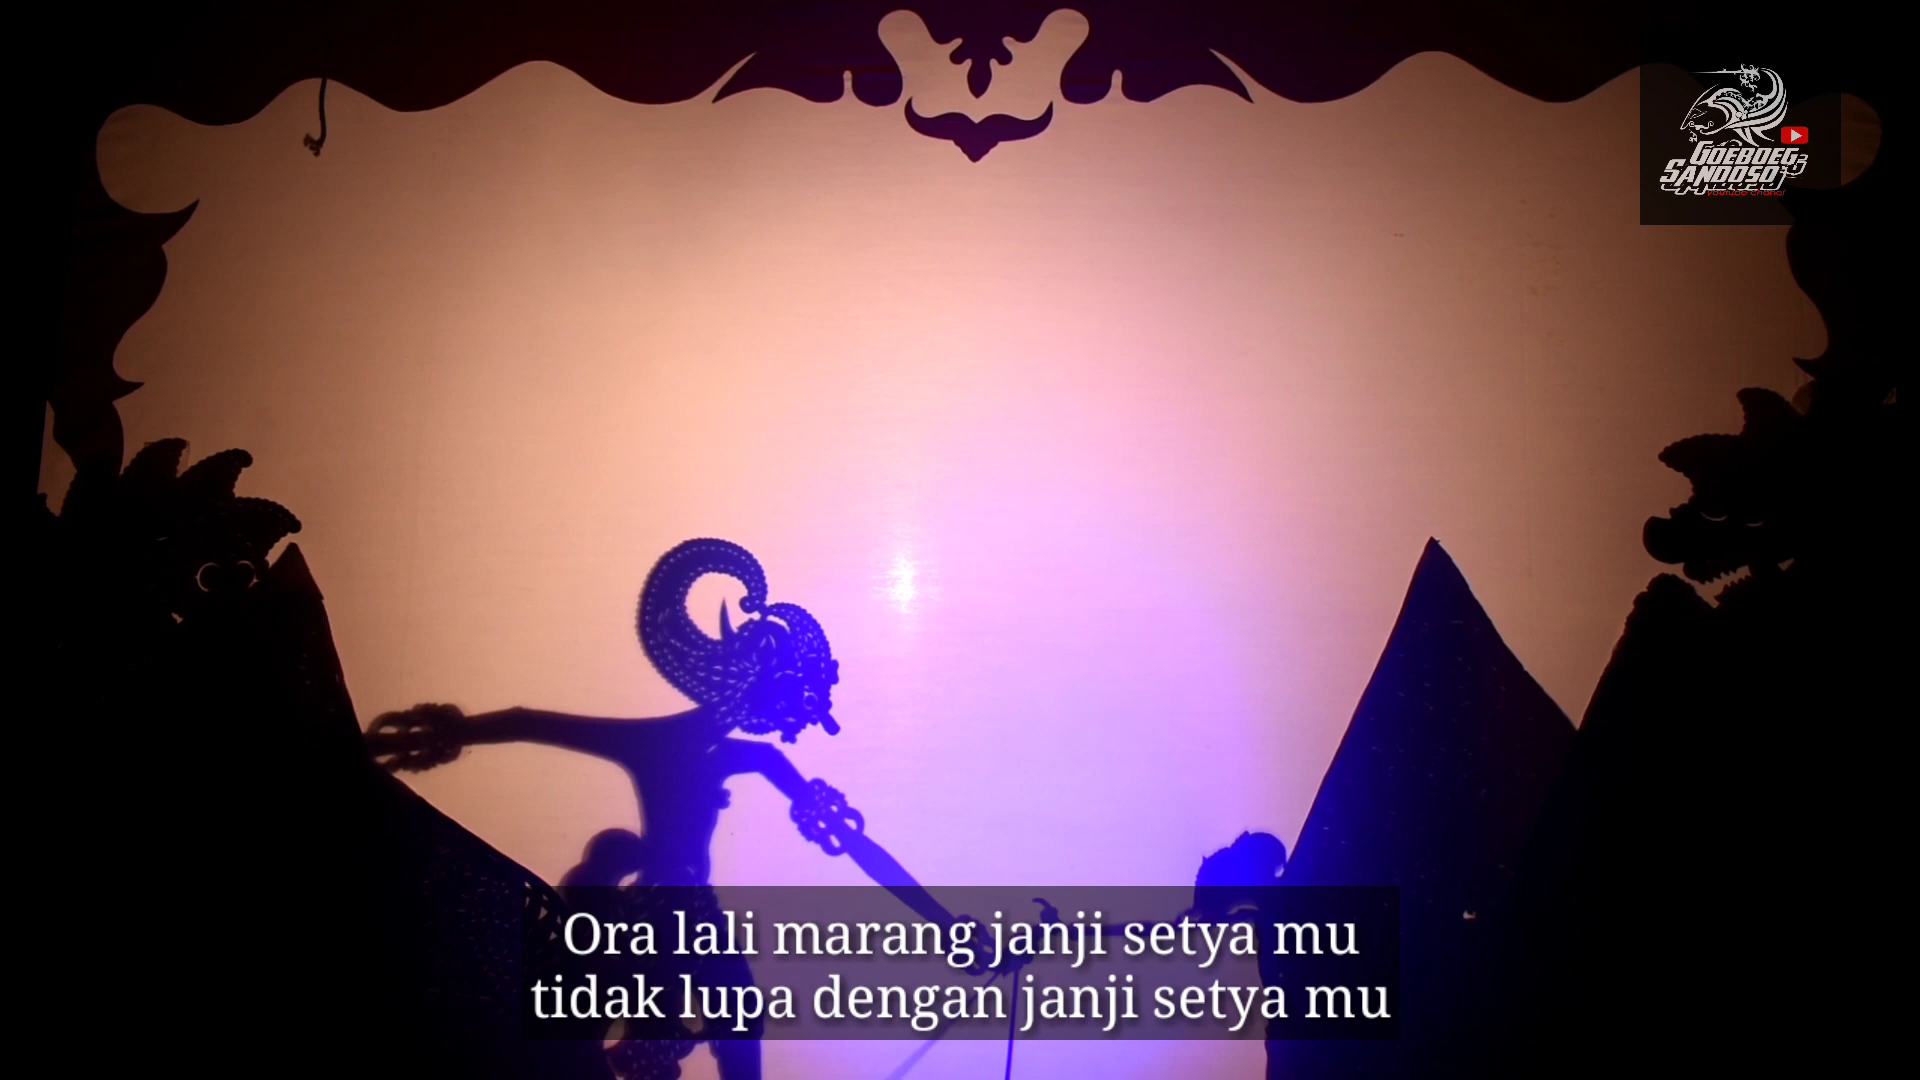 GOEBOEG
SANDOSO
Ora lali marang janji setya mu
tidak lupa dengan janji setya mu